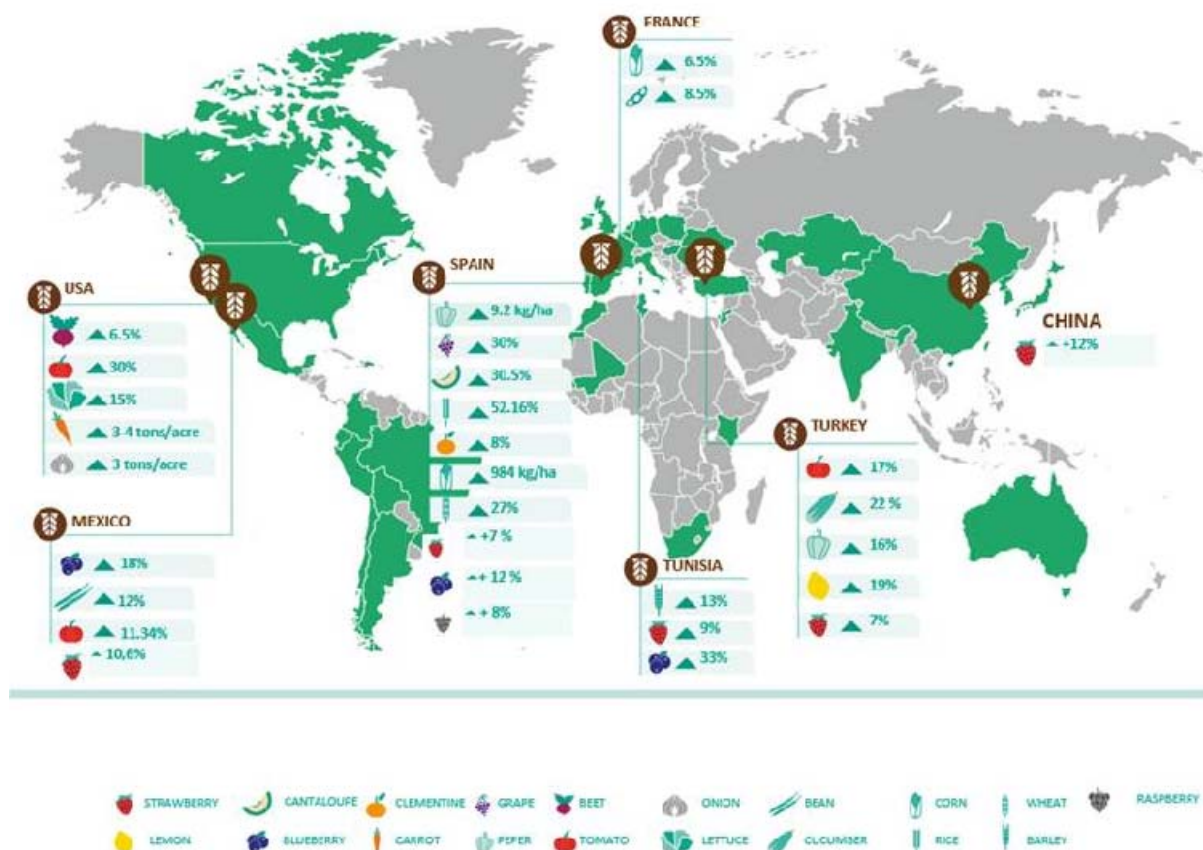 FRANCE
6.5%
8.5%
USA
6.5%
30%
15%
3-4 tons/acre
3 tons/acre
SPAIN
9.2 kg/ha
30%
30.5%
52.16%
8%
984 kg/ha
27%
+7 %
+ 12 %
+ 8%
CHINA
+12%
MEXICO
18%
12%
11.34%
10,6%
TURKEY
17%
22 %
16%
19%
7%
TUNISIA
13%
9%
33%
STRAWBERRY CANTALOUPE CLEMENTINE GRAPE BEET ONION BEAN CORN WHEAT RASPBERRY
LEMON BLUEBERRY CARROT PEPER TOMATO LETTUCE CUCUMBER RICE BARLEY